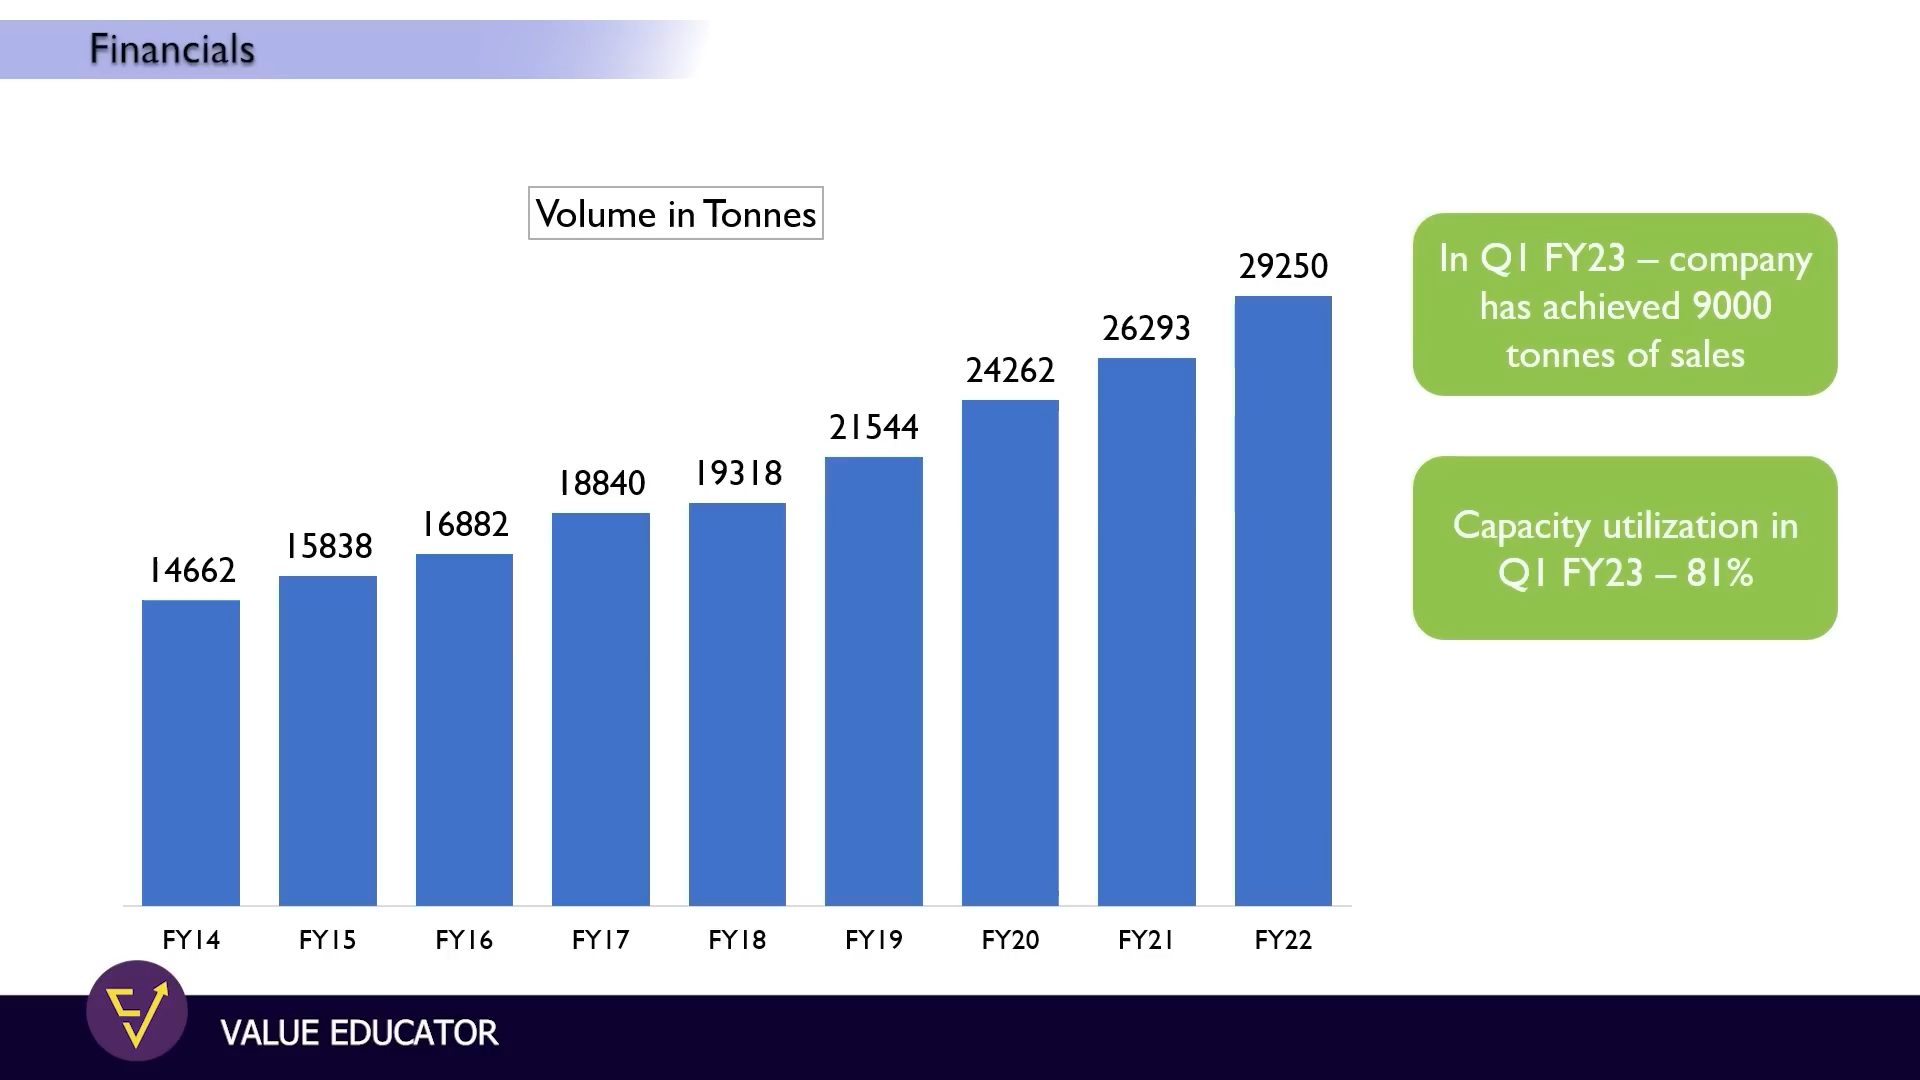 Financials
Volume in Tonnes
14662
15838
16882
18840
19318
21544
24262
26293
29250
FY14
FY15
FY16
FY17
FY18
FY19
FY20
FY21
FY22
In Q1 FY23 – company
has achieved 9000
tonnes of sales
Capacity utilization in
Q1 FY23 – 81%
VALUE EDUCATOR